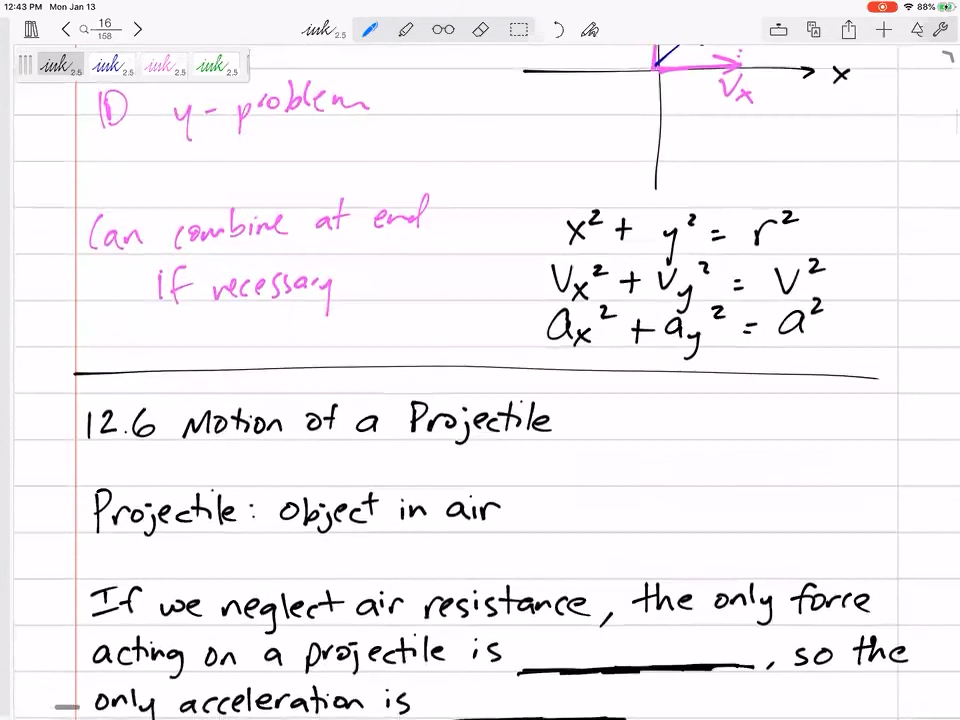 12:43 PM Mon Jan 13
88%
16
158
ink 2.5
ink 2.5 ink 2.5 ink 2.5 ink 2.5
x
Vx
1D y-problem
Can combine at end
if necessary
x² + y² = r²
Vx² + Vy² = V²
ax² + ay² = a²
12.6 Motion of a Projectile
Projectile: object in air
If we neglect air resistance, the only force
acting on a projectile is ________, so the
only acceleration is ________